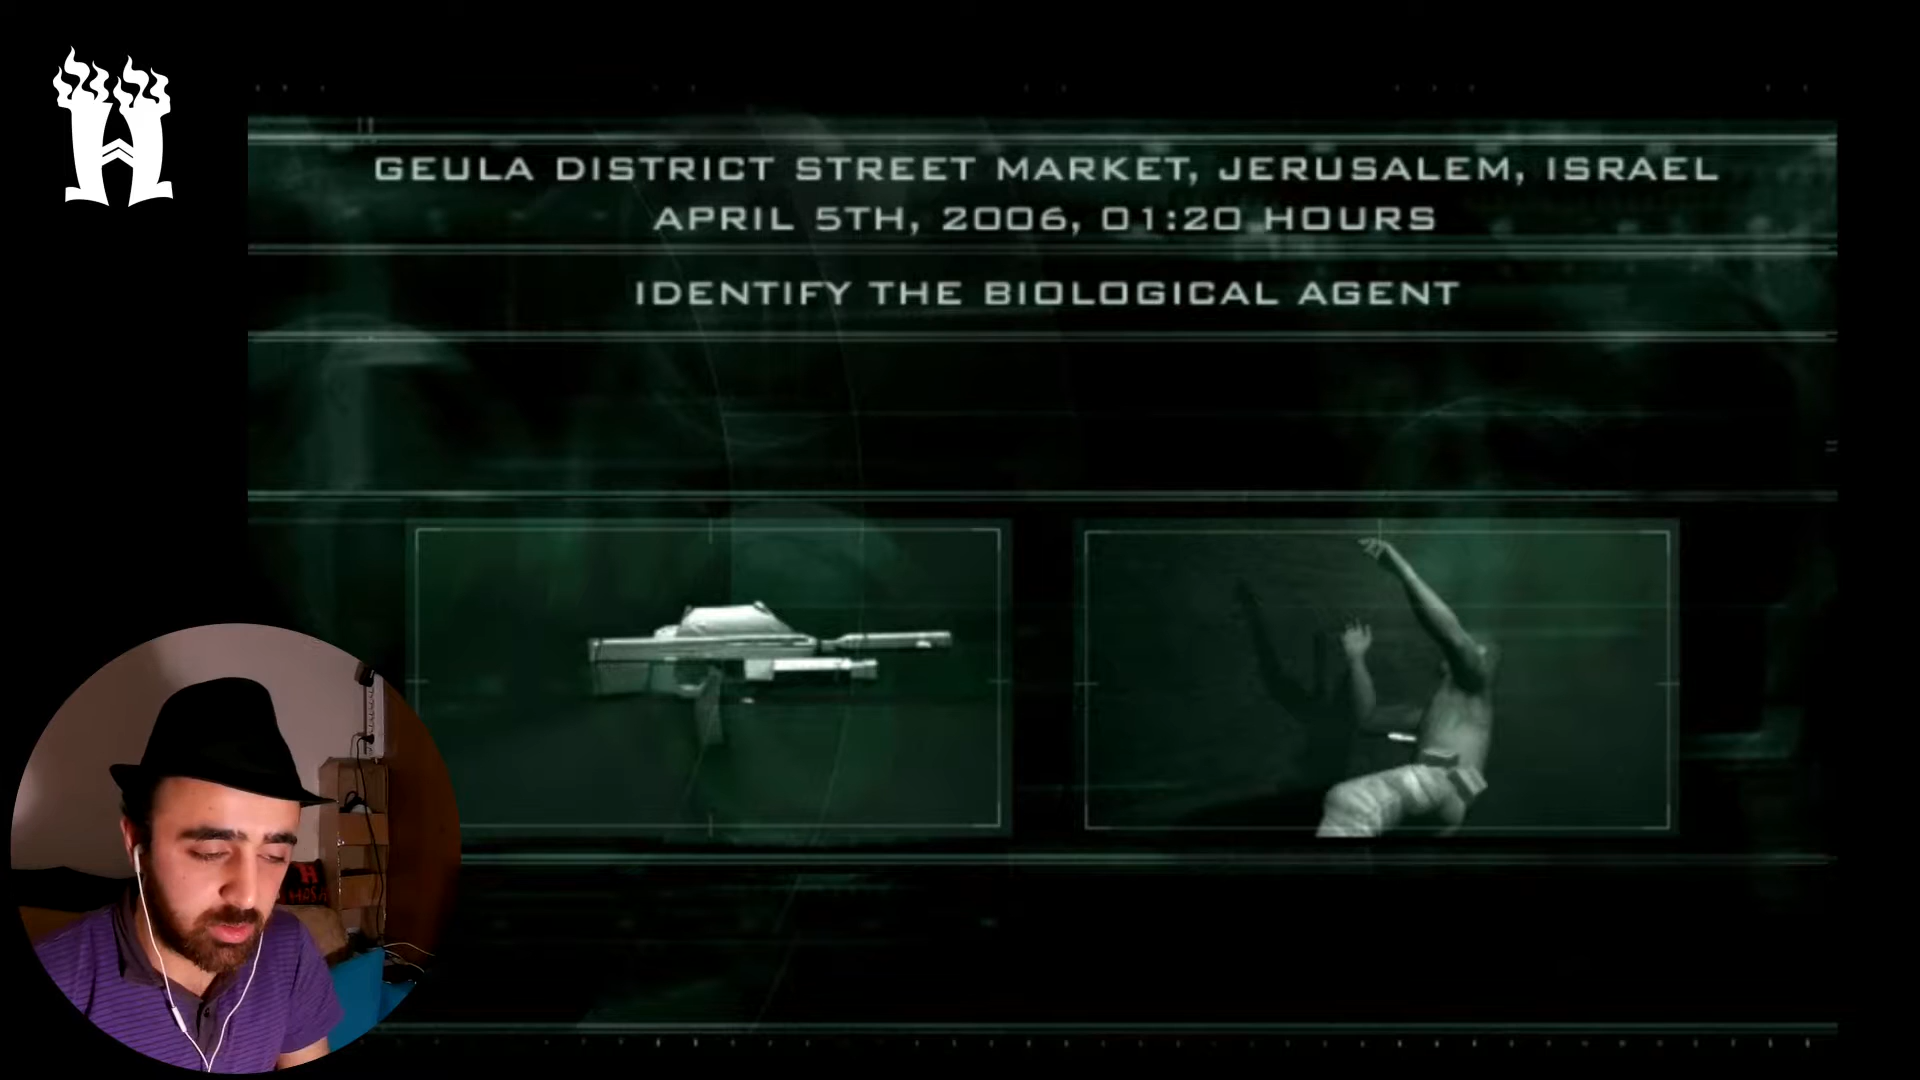 GEULA DISTRICT STREET MARKET, JERUSALEM, ISRAEL
APRIL 5TH, 2006, 01:20 HOURS
IDENTIFY THE BIOLOGICAL AGENT
H
H